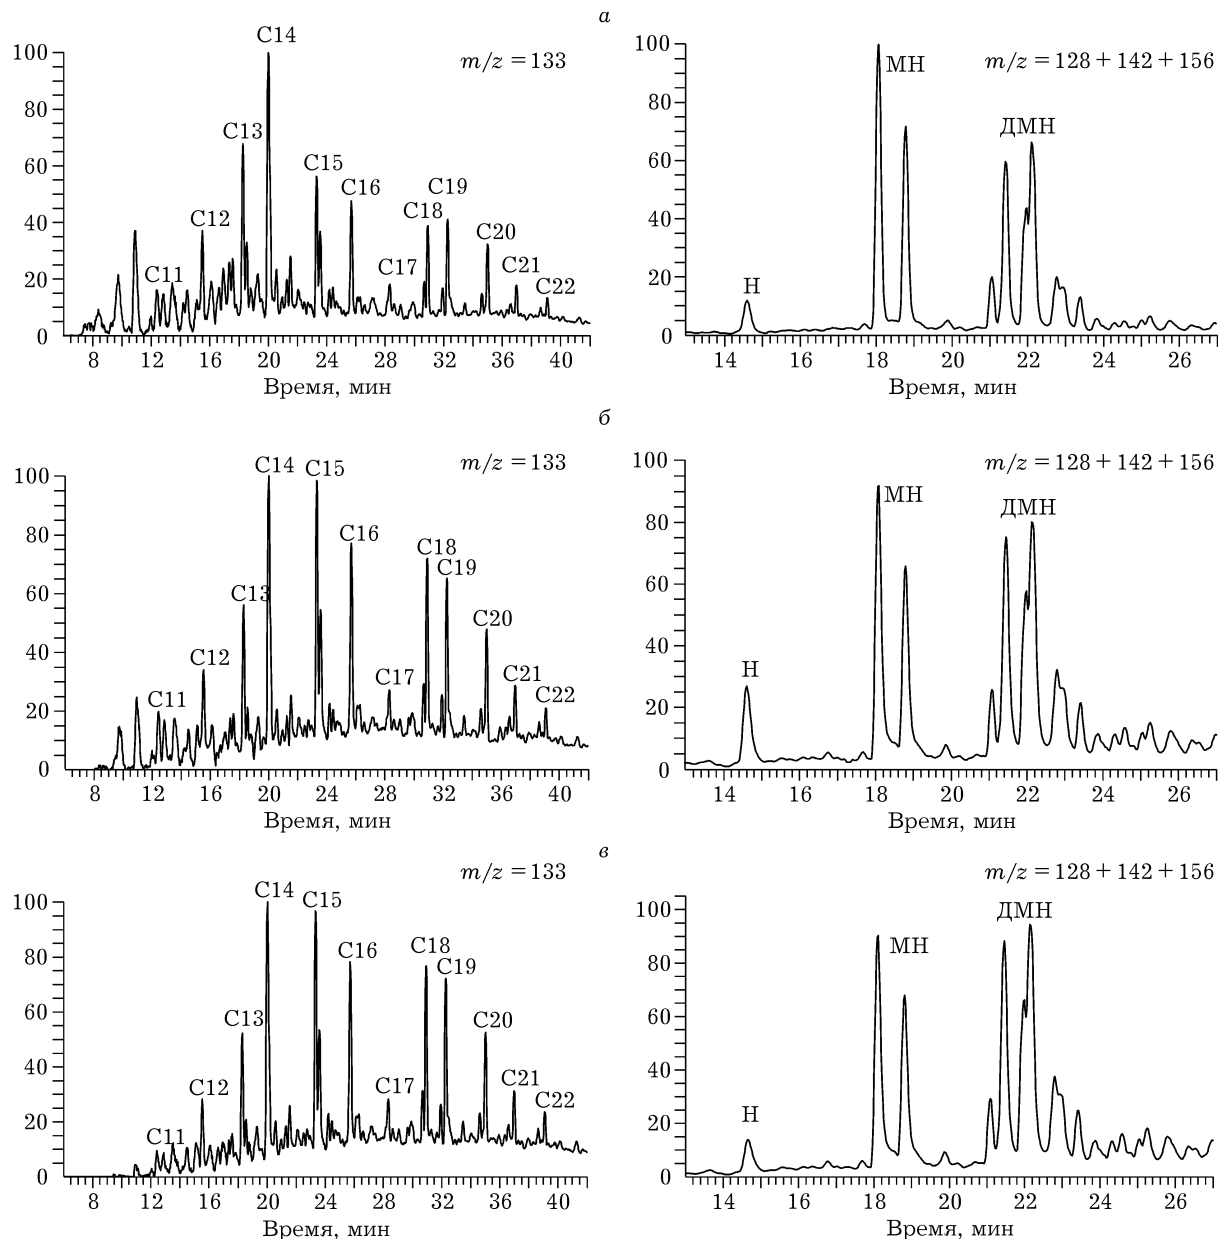 а
m/z = 133
C14
C13
C12
C11
C15
C16
C17
C18
C19
C20
C21
C22
100
80
60
40
20
0
8 12 16 20 24 28 32 36 40
Время, мин
m/z = 128 + 142 + 156
МН
ДМН
Н
100
80
60
40
20
0
14 16 18 20 22 24 26
Время, мин
б
m/z = 133
C14
C15
C16
C13
C12
C11
C17
C18
C19
C20
C21
C22
100
80
60
40
20
0
8 12 16 20 24 28 32 36 40
Время, мин
m/z = 128 + 142 + 156
МН
ДМН
Н
100
80
60
40
20
0
14 16 18 20 22 24 26
Время, мин
в
m/z = 133
C14
C15
C16
C13
C12
C11
C17
C18
C19
C20
C21
C22
100
80
60
40
20
0
8 12 16 20 24 28 32 36 40
Время, мин
m/z = 128 + 142 + 156
ДМН
МН
Н
100
80
60
40
20
0
14 16 18 20 22 24 26
Время, мин